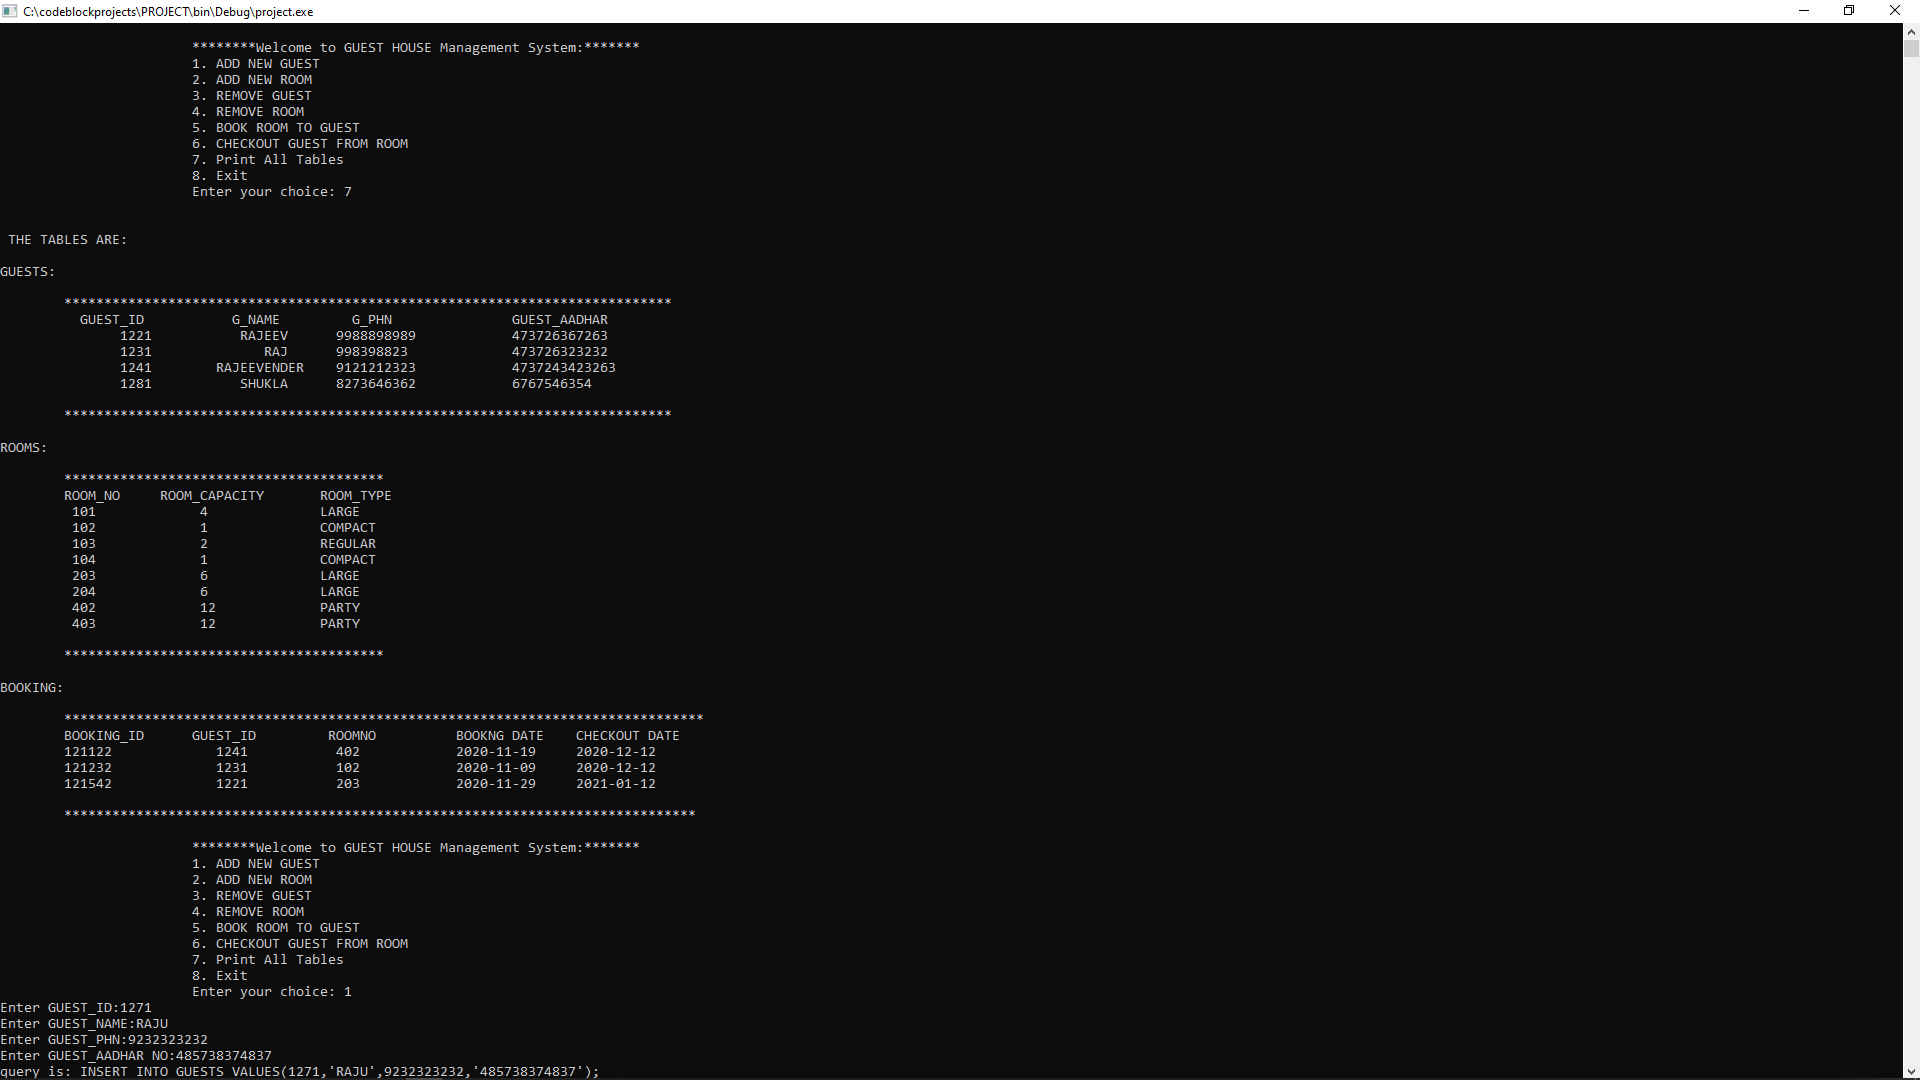 C:\codeblockprojects\PROJECT\bin\Debug\project.exe
********Welcome to GUEST HOUSE Management System:*******
1. ADD NEW GUEST
2. ADD NEW ROOM
3. REMOVE GUEST
4. REMOVE ROOM
5. BOOK ROOM TO GUEST
6. CHECKOUT GUEST FROM ROOM
7. Print All Tables
8. Exit
Enter your choice: 7
THE TABLES ARE:
GUESTS:
****************************************************************************
GUEST_ID G_NAME G_PHN GUEST_AADHAR
1221 RAJEEV 9988898989 473726367263
1231 RAJ 998398823 473726323232
1241 RAJEEVENDER 9121212323 4737243423263
1281 SHUKLA 8273646362 6767546354
****************************************************************************
ROOMS:
****************************************
ROOM_NO ROOM_CAPACITY ROOM_TYPE
101 4 LARGE
102 1 COMPACT
103 2 REGULAR
104 1 COMPACT
203 6 LARGE
204 6 LARGE
402 12 PARTY
403 12 PARTY
****************************************
BOOKING:
********************************************************************************
BOOKING_ID GUEST_ID ROOMNO BOOKNG DATE CHECKOUT DATE
121122 1241 402 2020-11-19 2020-12-12
121232 1231 102 2020-11-09 2020-12-12
121542 1221 203 2020-11-29 2021-01-12
*******************************************************************************
********Welcome to GUEST HOUSE Management System:*******
1. ADD NEW GUEST
2. ADD NEW ROOM
3. REMOVE GUEST
4. REMOVE ROOM
5. BOOK ROOM TO GUEST
6. CHECKOUT GUEST FROM ROOM
7. Print All Tables
8. Exit
Enter your choice: 1
Enter GUEST_ID:1271
Enter GUEST_NAME:RAJU
Enter GUEST_PHN:9232323232
Enter GUEST_AADHAR NO:485738374837
query is: INSERT INTO GUESTS VALUES(1271,'RAJU',9232323232,'485738374837');